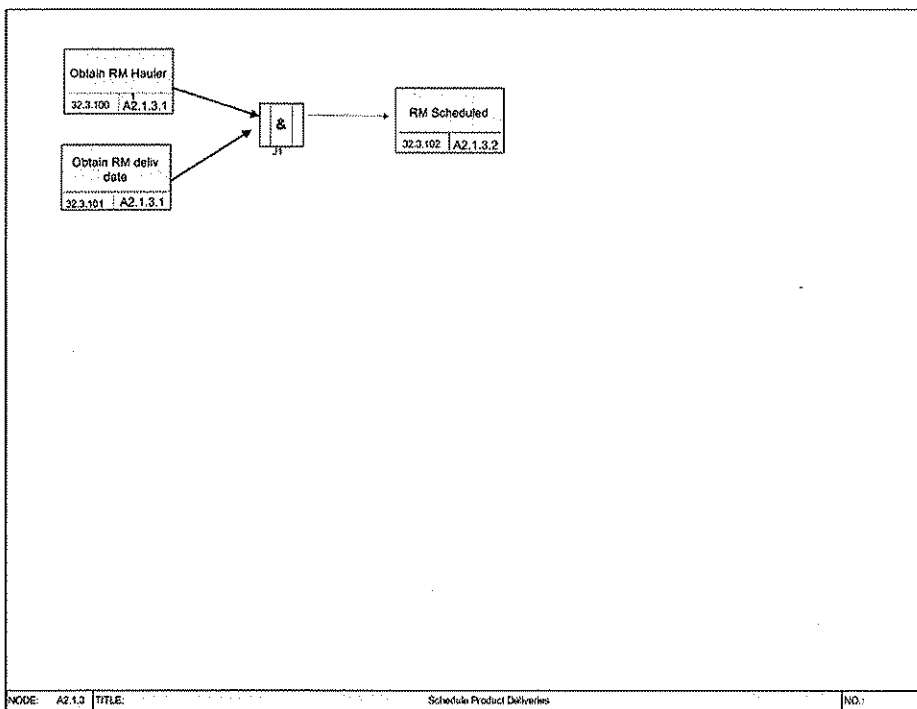 Obtain RM Hauler
1
32.3.100 A2.1.3.1
&
J1
RM Scheduled
32.3.102 A2.1.3.2
Obtain RM deliv
date
32.3.101 A2.1.3.1
NODE: A2.1.3 TITLE: Schedule Product Deliveries NO.: